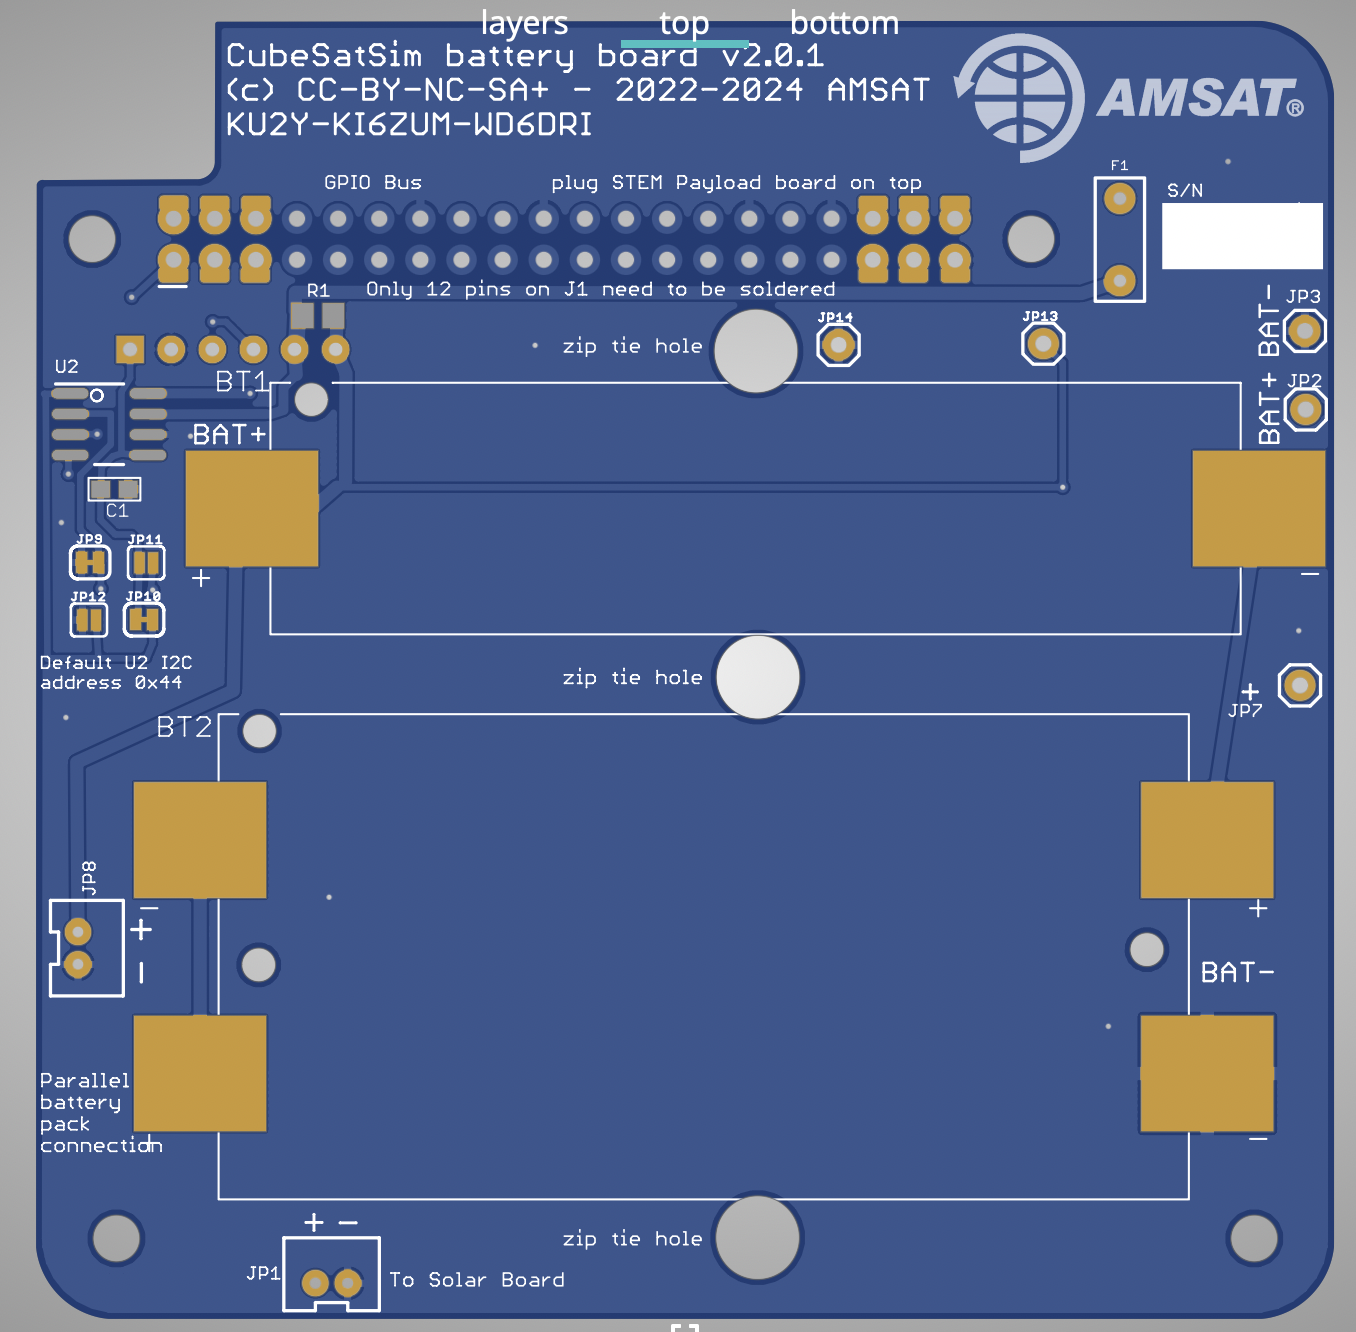 layers top bottom
CubeSatSim battery board v2.0.1
(c) CC-BY-NC-SA+ - 2022-2024 AMSAT
KU2Y-KI6ZUM-WD6DRI
AMSAT®
F1
S/N
GPIO Bus
plug STEM Payload board on top
R1
Only 12 pins on J1 need to be soldered
BAT-
JP3
JP14
JP13
zip tie hole
U2
BT1
BAT+
JP2
BAT+
C1
JP9
JP11
+
-
JP12
JP10
Default U2 I2C
address 0x44
zip tie hole
+
JP7
BT2
JP8
-
+
+
-
BAT-
Parallel
battery
pack
connection
+
-
+ -
zip tie hole
JP1
To Solar Board